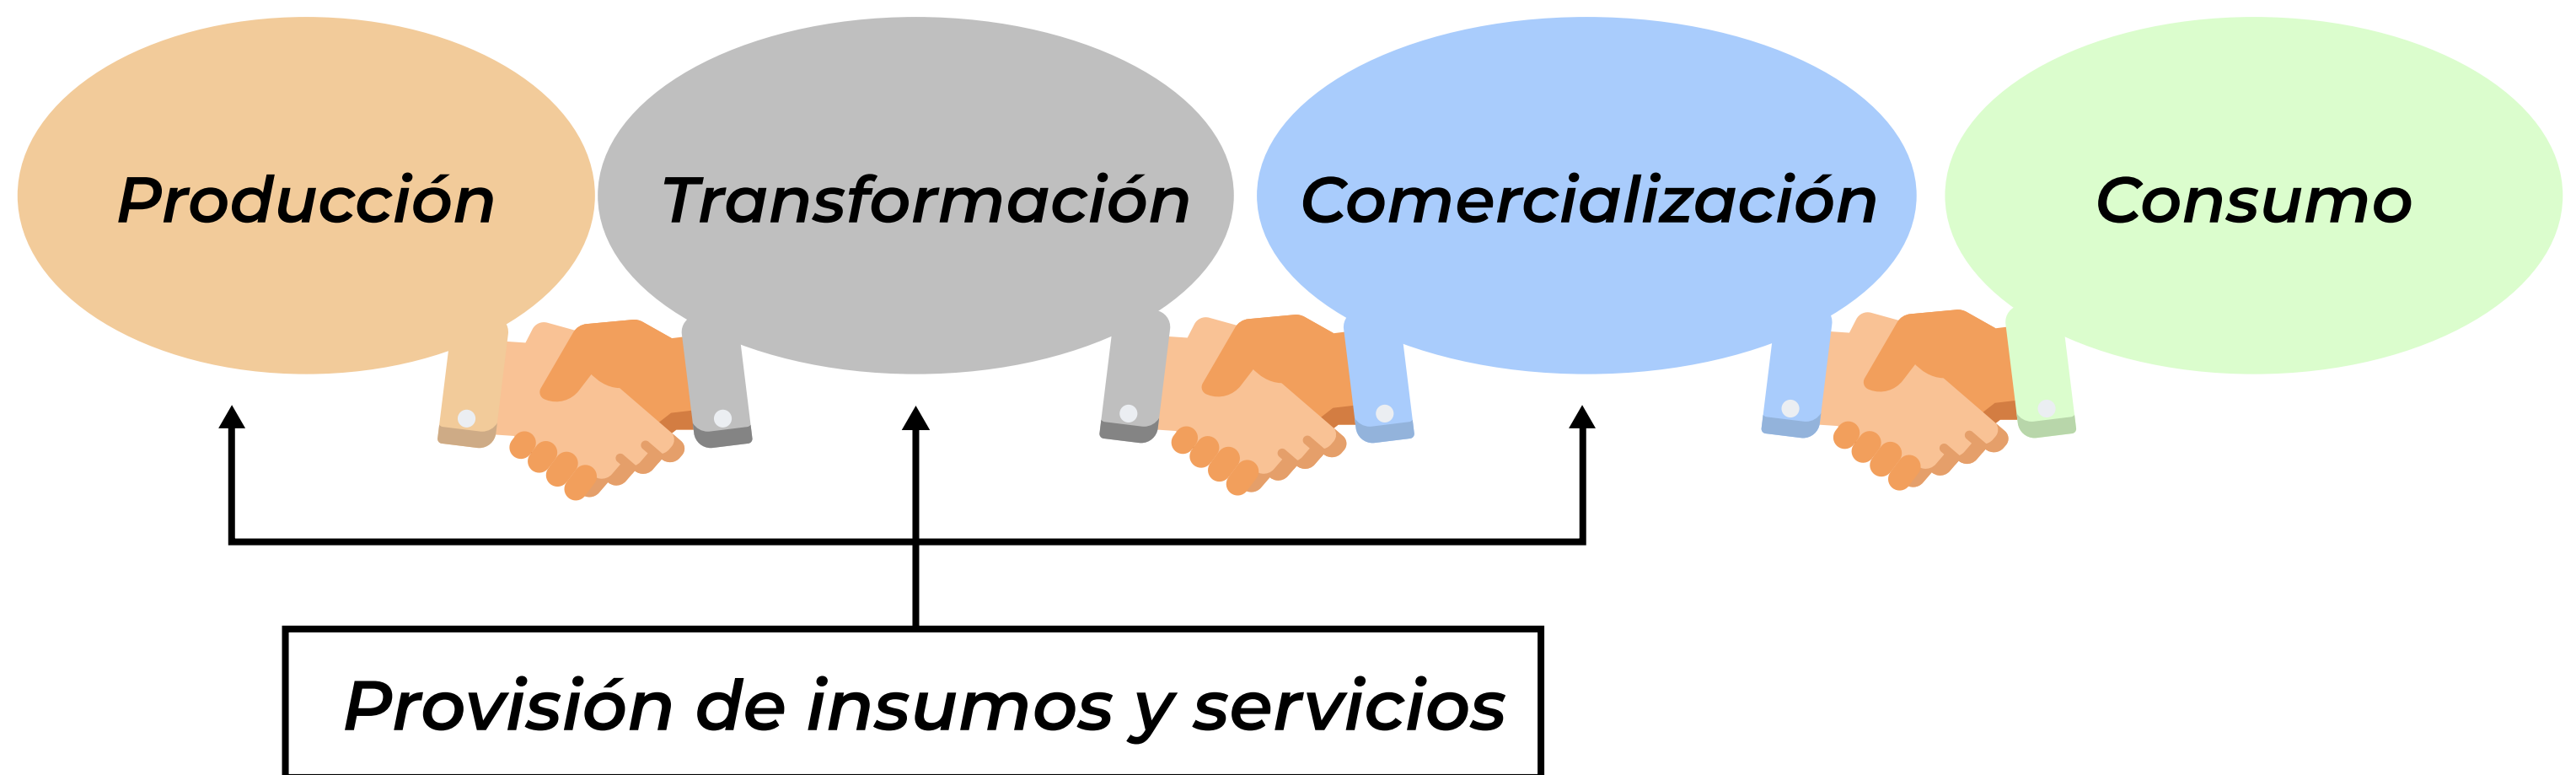 Producción
Transformación
Comercialización
Consumo
Provisión de insumos y servicios